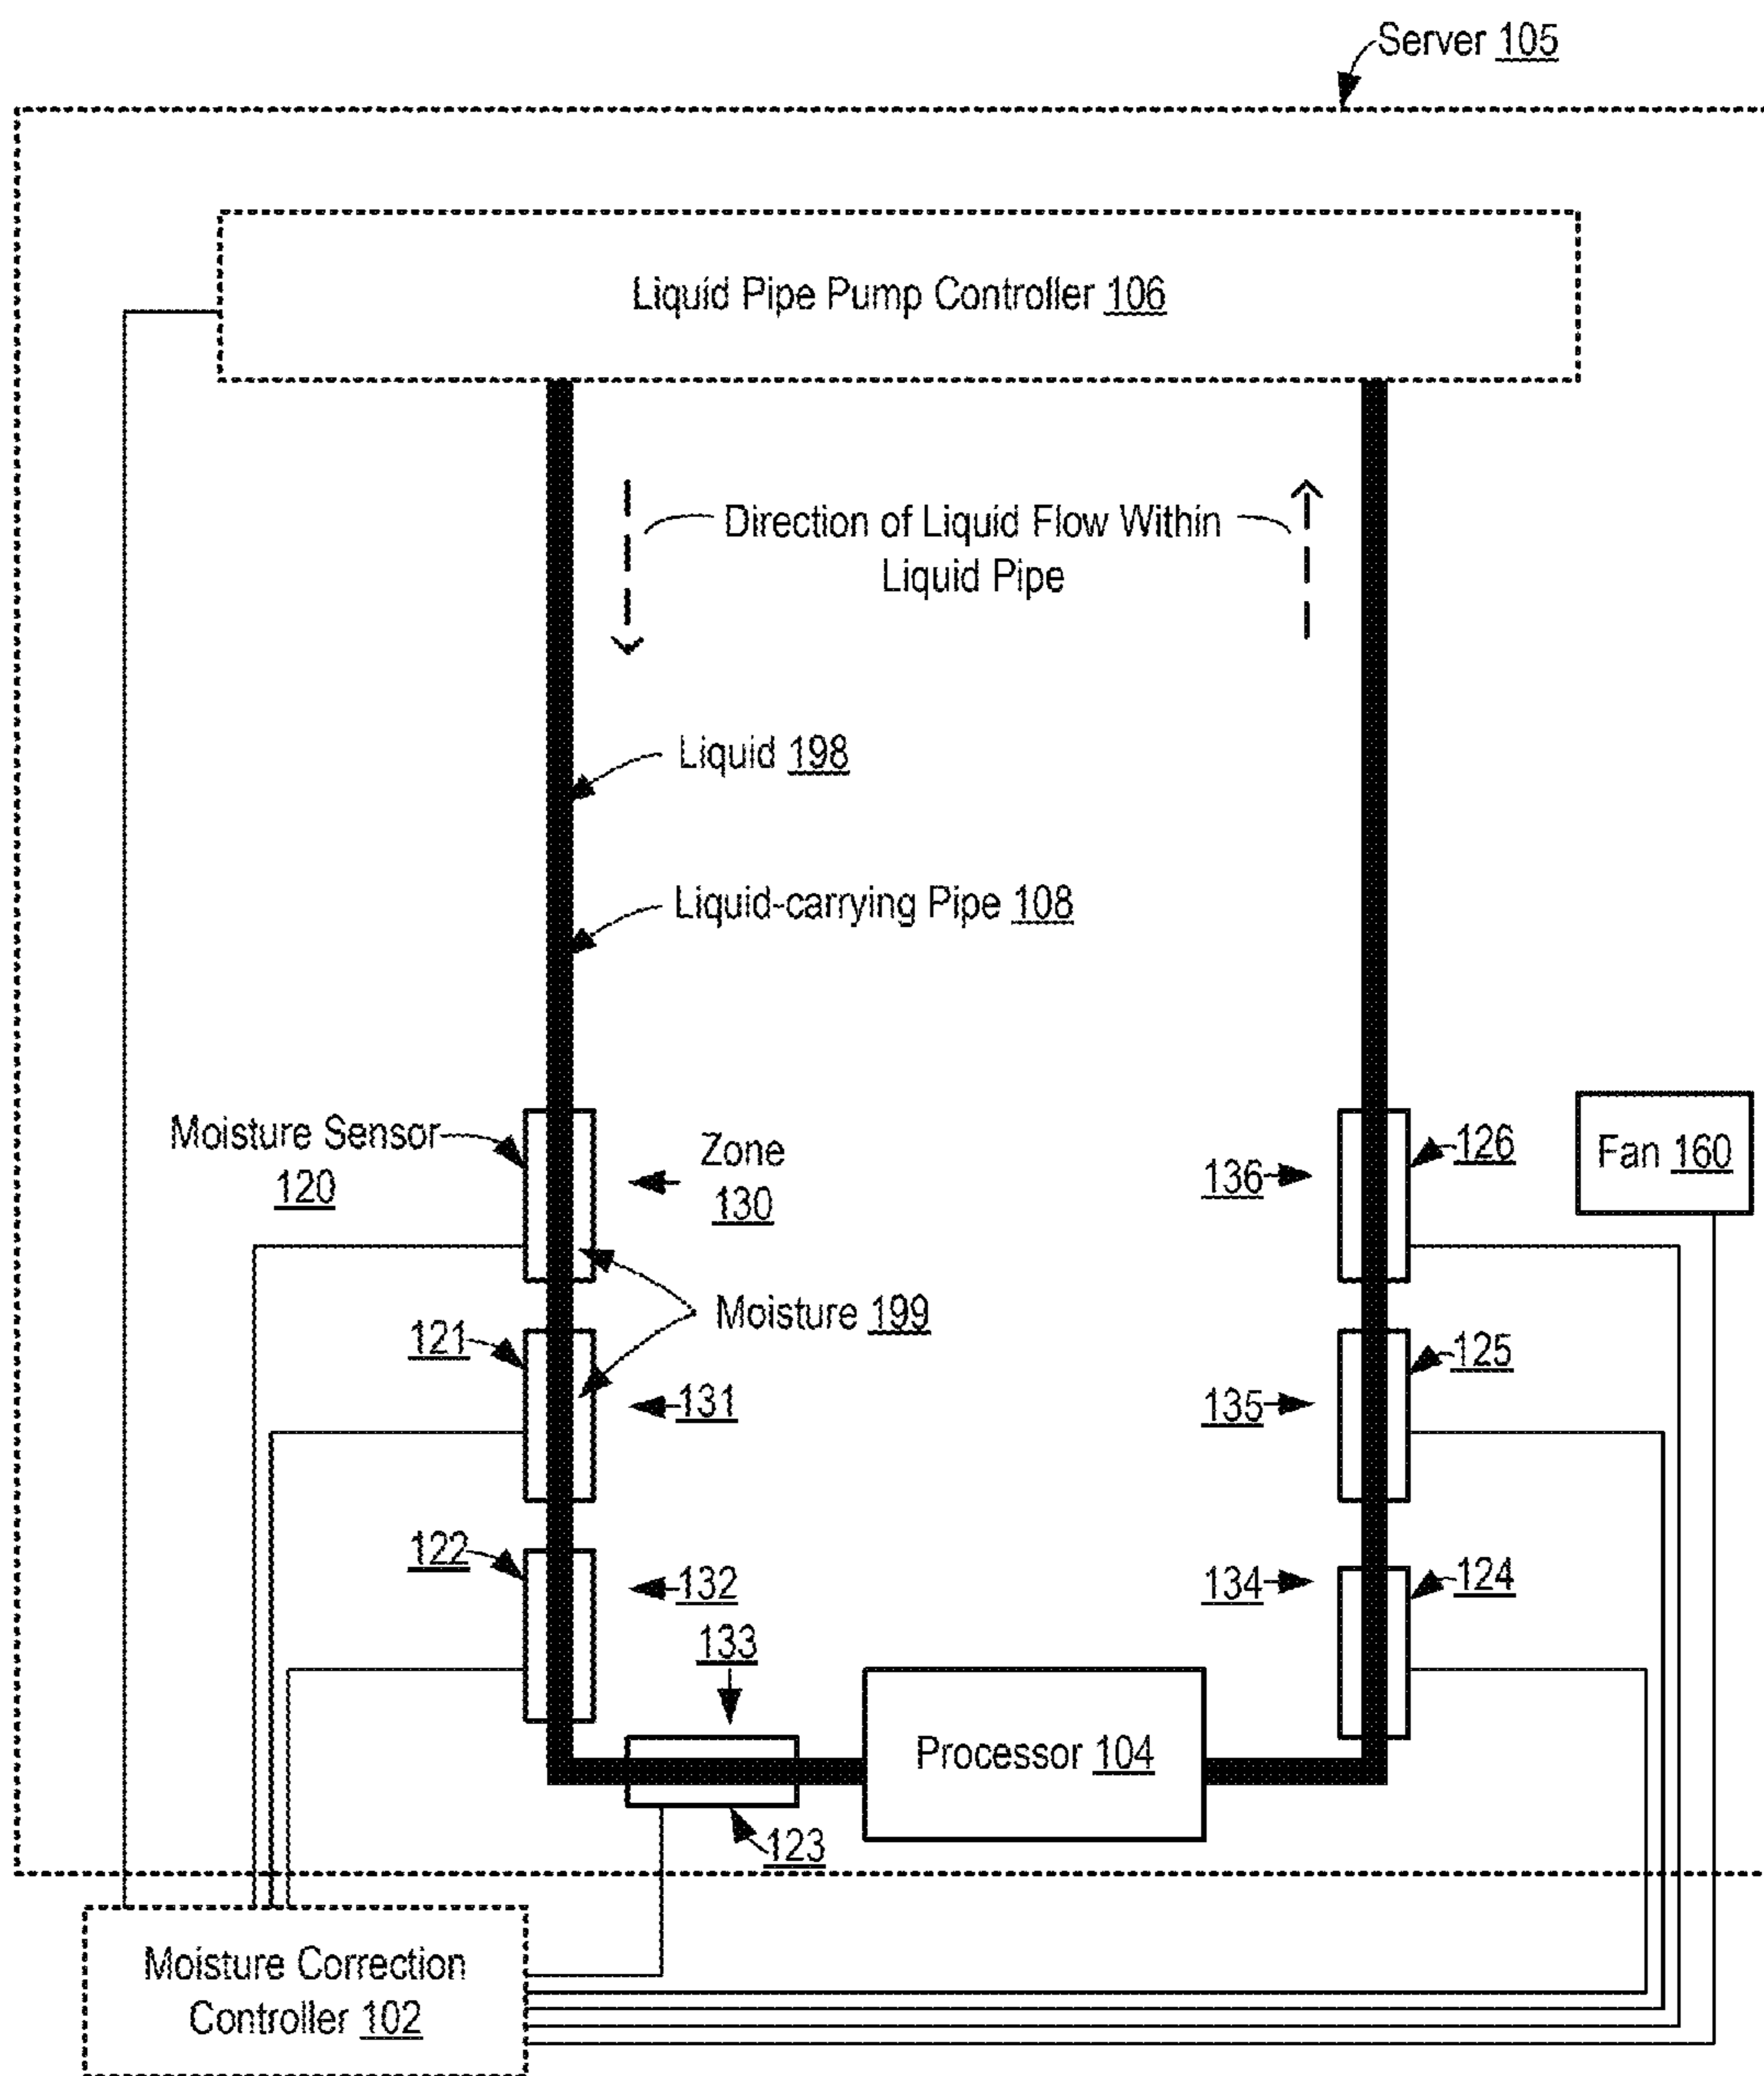 Server 105
Liquid Pipe Pump Controller 106
Direction of Liquid Flow Within
Liquid Pipe
Liquid 198
Liquid-carrying Pipe 108
Moisture Sensor
120
Zone
130
136
126
Fan 160
Moisture 199
121
131
135
125
122
132
134
124
133
Processor 104
123
Moisture Correction
Controller 102